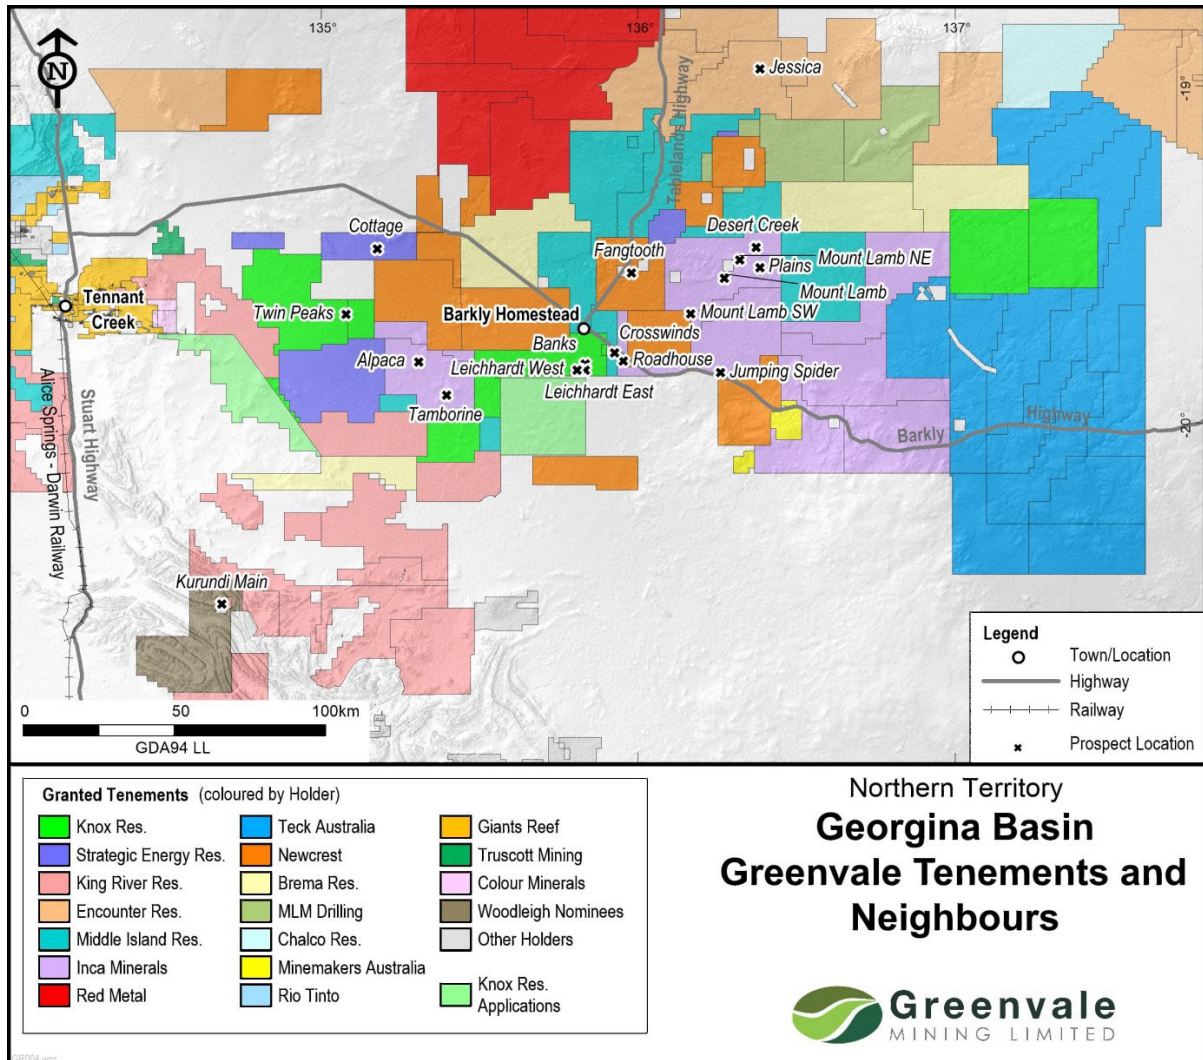 135°
136°
137°
-19°
N
Jessica
Tablelands Highway
Cottage
Desert Creek
Fangtooth
Mount Lamb NE
Plains
Mount Lamb
Tennant
Creek
Twin Peaks
Barkly Homestead
Mount Lamb SW
Crosswinds
Banks
Alpaca
Leichhardt West
Roadhouse
Jumping Spider
Leichhardt East
Tamborine
-20°
Barkly
Highway
Stuart Highway
Alice Springs - Darwin Railway
Kurundi Main
Legend
Town/Location
Highway
Railway
Prospect Location
0 50 100km
GDA94 LL
Granted Tenements (coloured by Holder)
Knox Res.
Strategic Energy Res.
King River Res.
Encounter Res.
Middle Island Res.
Inca Minerals
Red Metal
Teck Australia
Newcrest
Brema Res.
MLM Drilling
Chalco Res.
Minemakers Australia
Rio Tinto
Giants Reef
Truscott Mining
Colour Minerals
Woodleigh Nominees
Other Holders
Knox Res.
Applications
Northern Territory
Georgina Basin
Greenvale Tenements and
Neighbours
Greenvale
MINING LIMITED